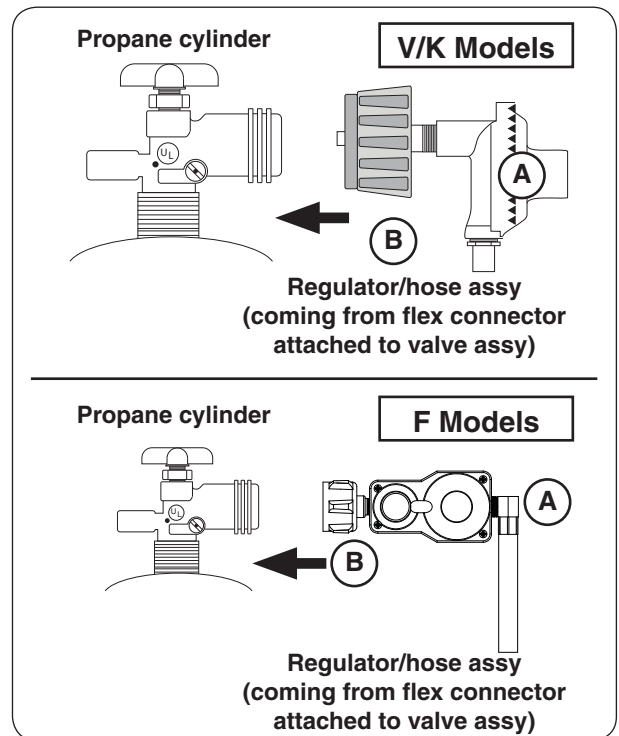 Propane cylinder
V/K Models
UL
A
B
Regulator/hose assy
(coming from flex connector
attached to valve assy)
Propane cylinder
F Models
UL
A
B
Regulator/hose assy
(coming from flex connector
attached to valve assy)